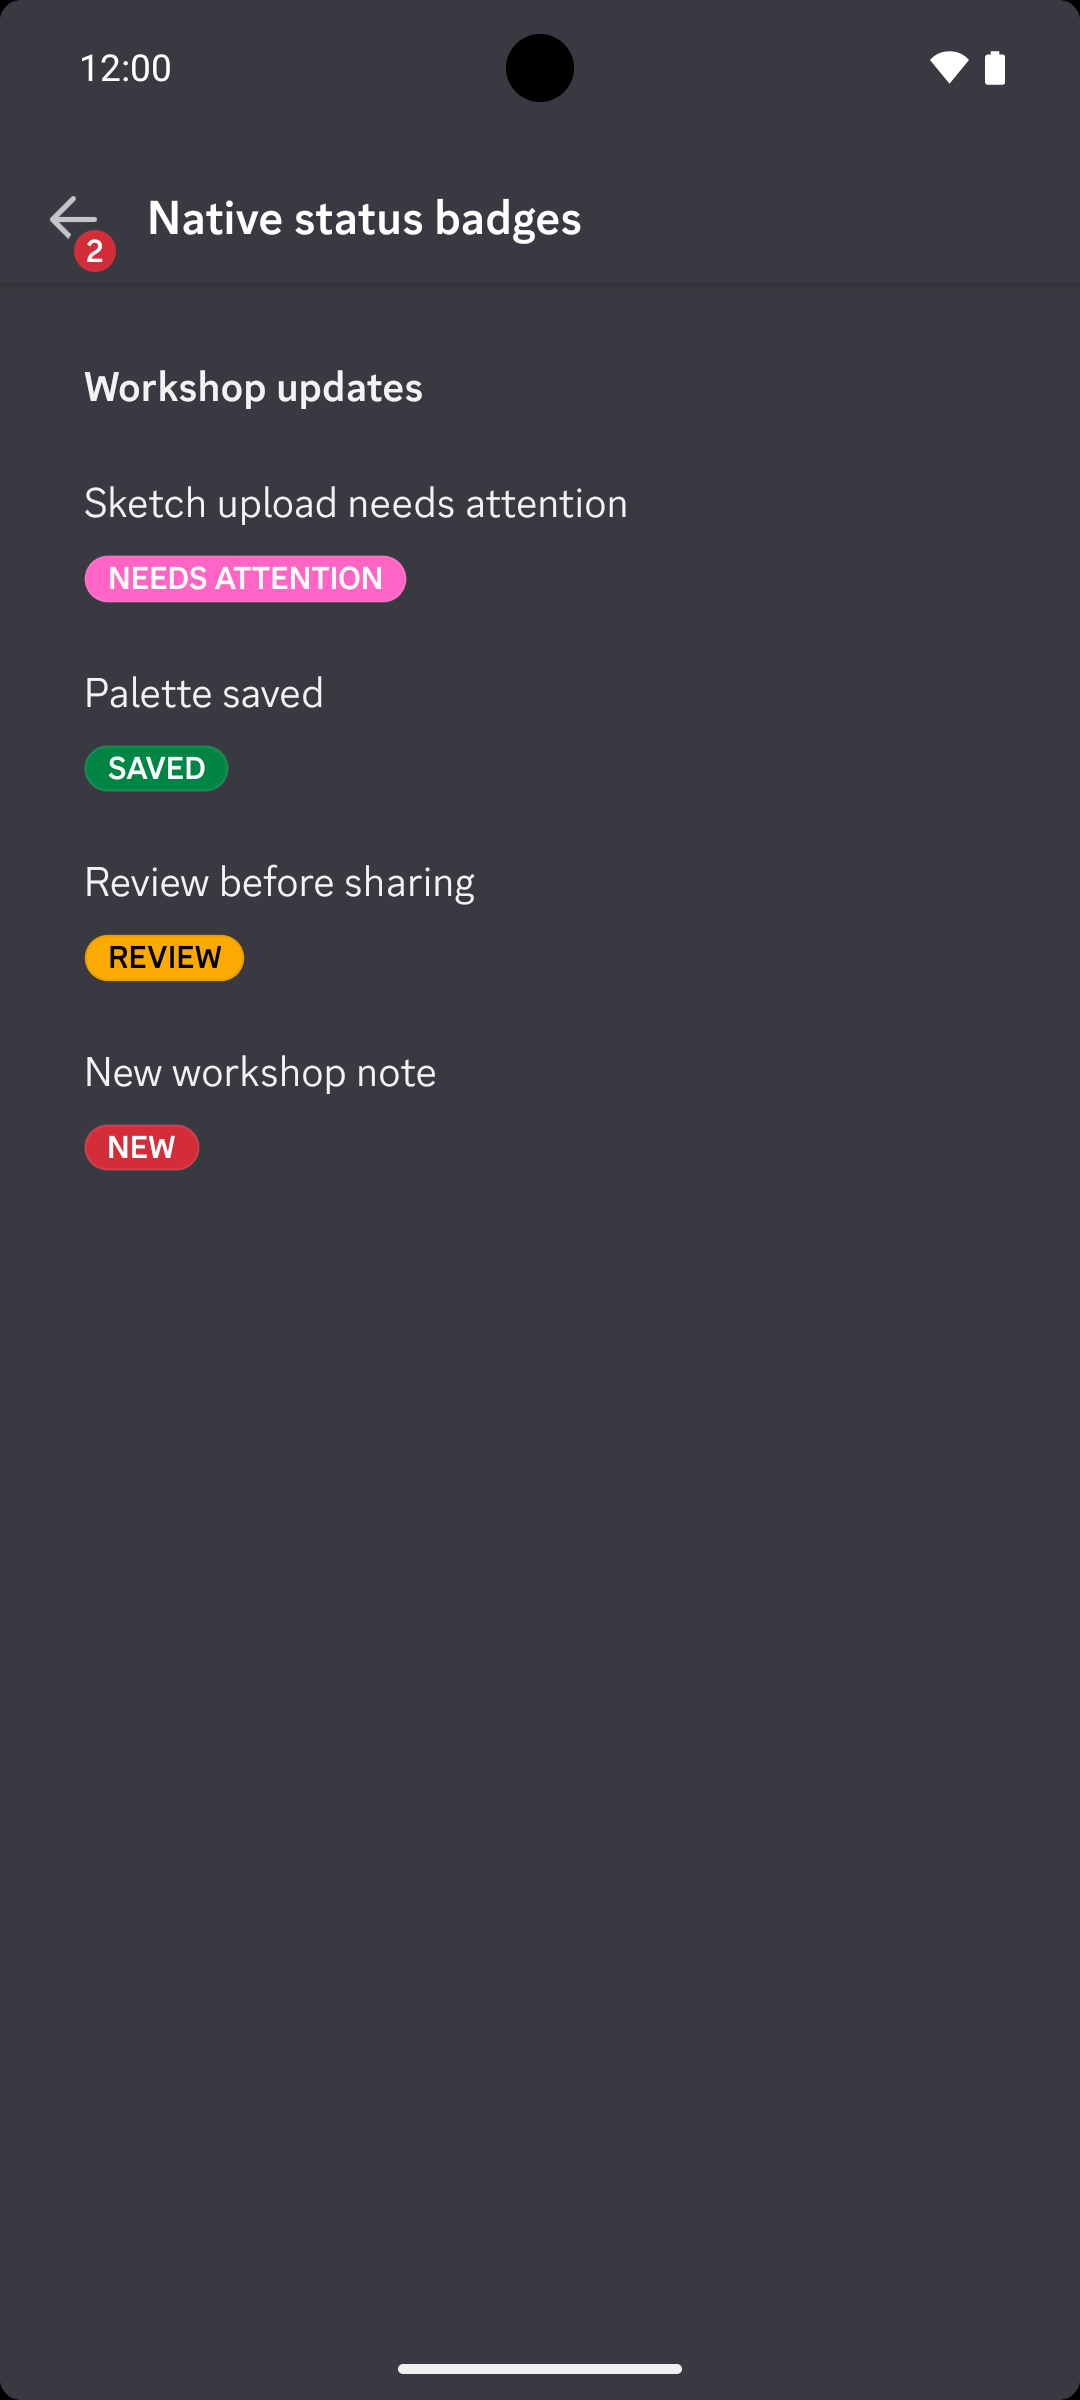 12:00
Native status badges
2
Workshop updates
Sketch upload needs attention
NEEDS ATTENTION
Palette saved
SAVED
Review before sharing
REVIEW
New workshop note
NEW